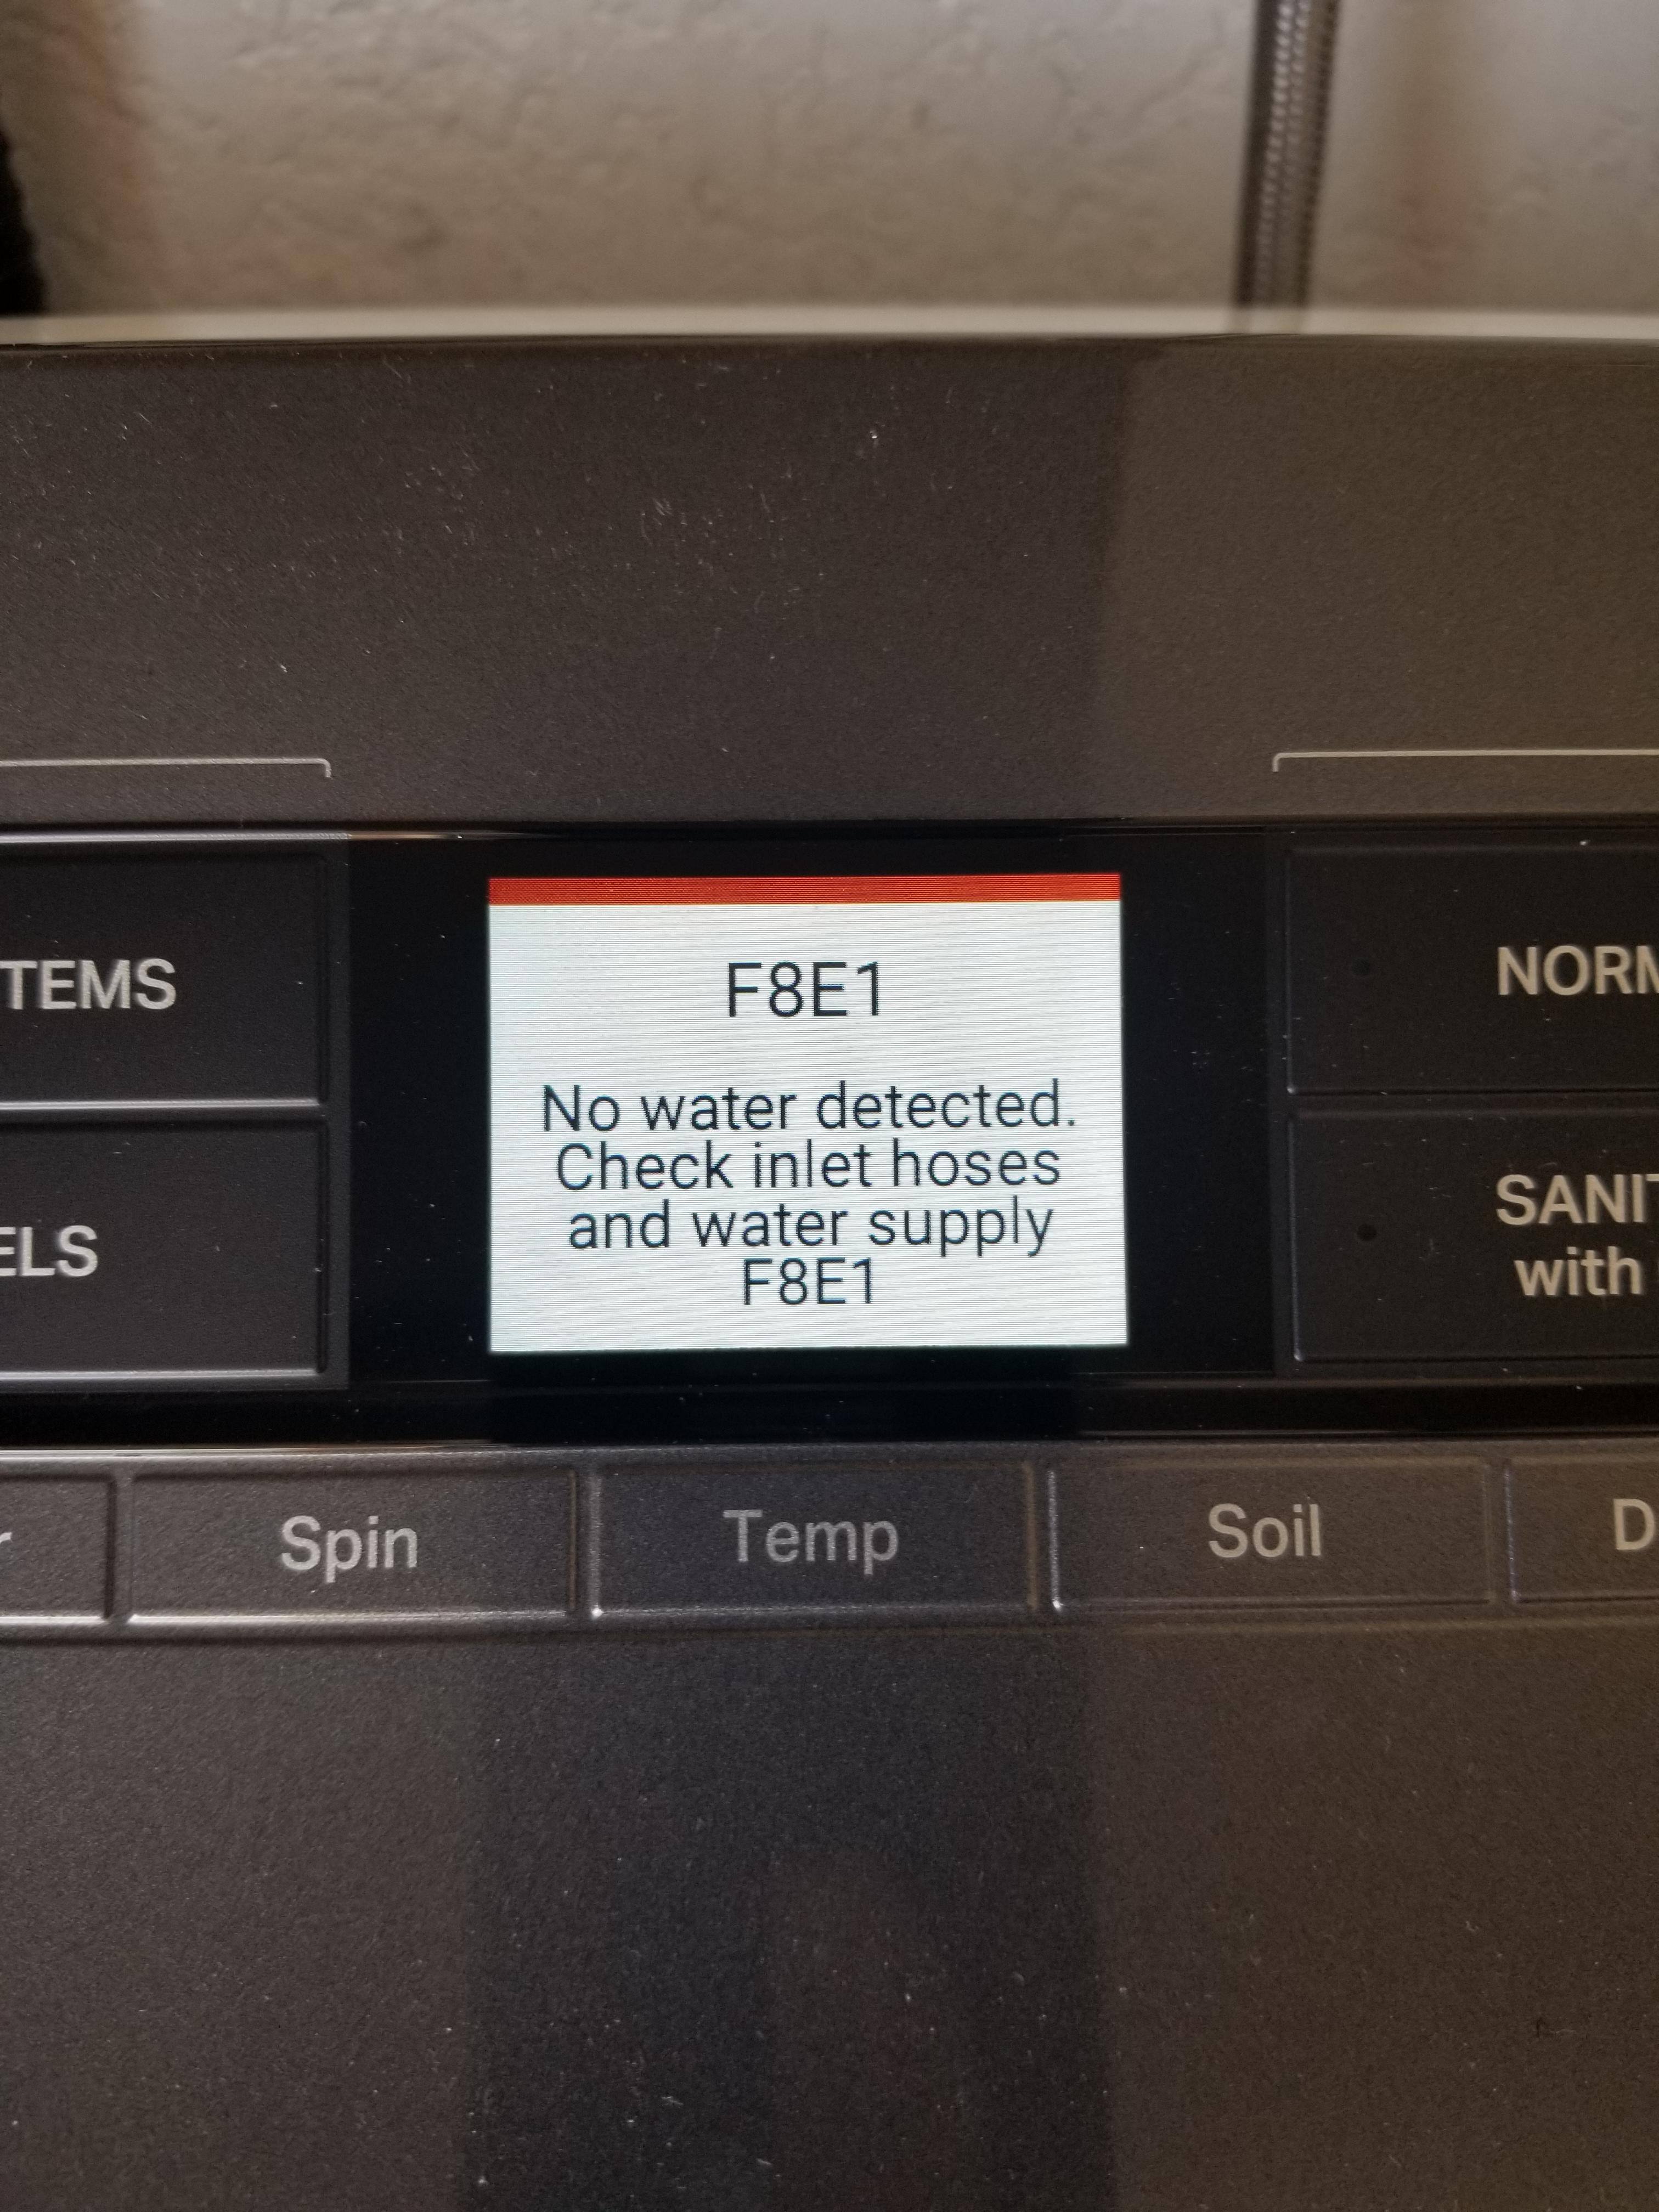 F8E1
No water detected.
Check inlet hoses
and water supply
F8E1
TEMS
NORM
ELS
SANIT
with
r
Spin
Temp
Soil
D